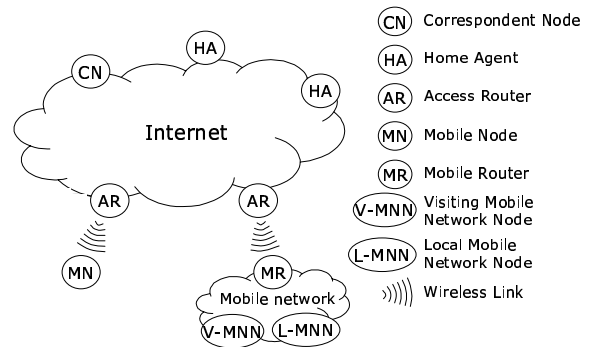 CN
HA
HA
Internet
AR
AR
MN
MR
Mobile network
V-MNN
L-MNN
CN Correspondent Node
HA Home Agent
AR Access Router
MN Mobile Node
MR Mobile Router
V-MNN Visiting Mobile
Network Node
L-MNN Local Mobile
Network Node
Wireless Link